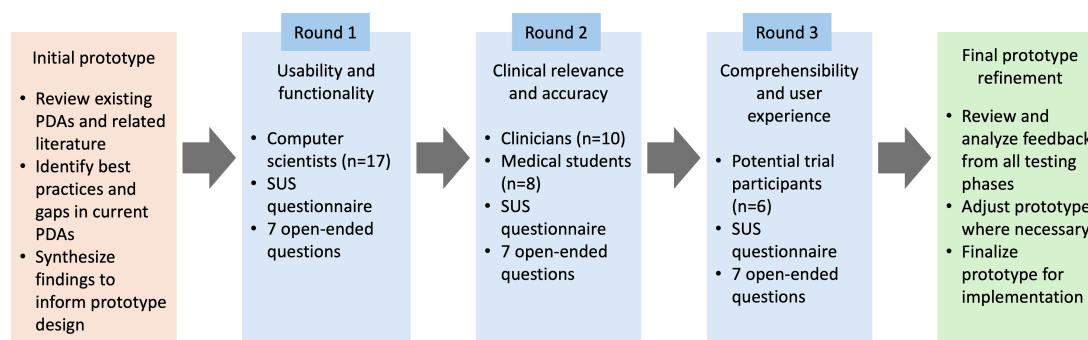 Initial prototype
• Review existing
PDAs and related
literature
• Identify best
practices and
gaps in current
PDAs
• Synthesize
findings to
inform prototype
design
Round 1
Usability and
functionality
• Computer
scientists (n=17)
• SUS
questionnaire
• 7 open-ended
questions
Round 2
Clinical relevance
and accuracy
• Clinicians (n=10)
• Medical students
(n=8)
• SUS
questionnaire
• 7 open-ended
questions
Round 3
Comprehensibility
and user
experience
• Potential trial
participants
(n=6)
• SUS
questionnaire
• 7 open-ended
questions
Final prototype
refinement
• Review and
analyze feedback
from all testing
phases
• Adjust prototype
where necessary
• Finalize
prototype for
implementation